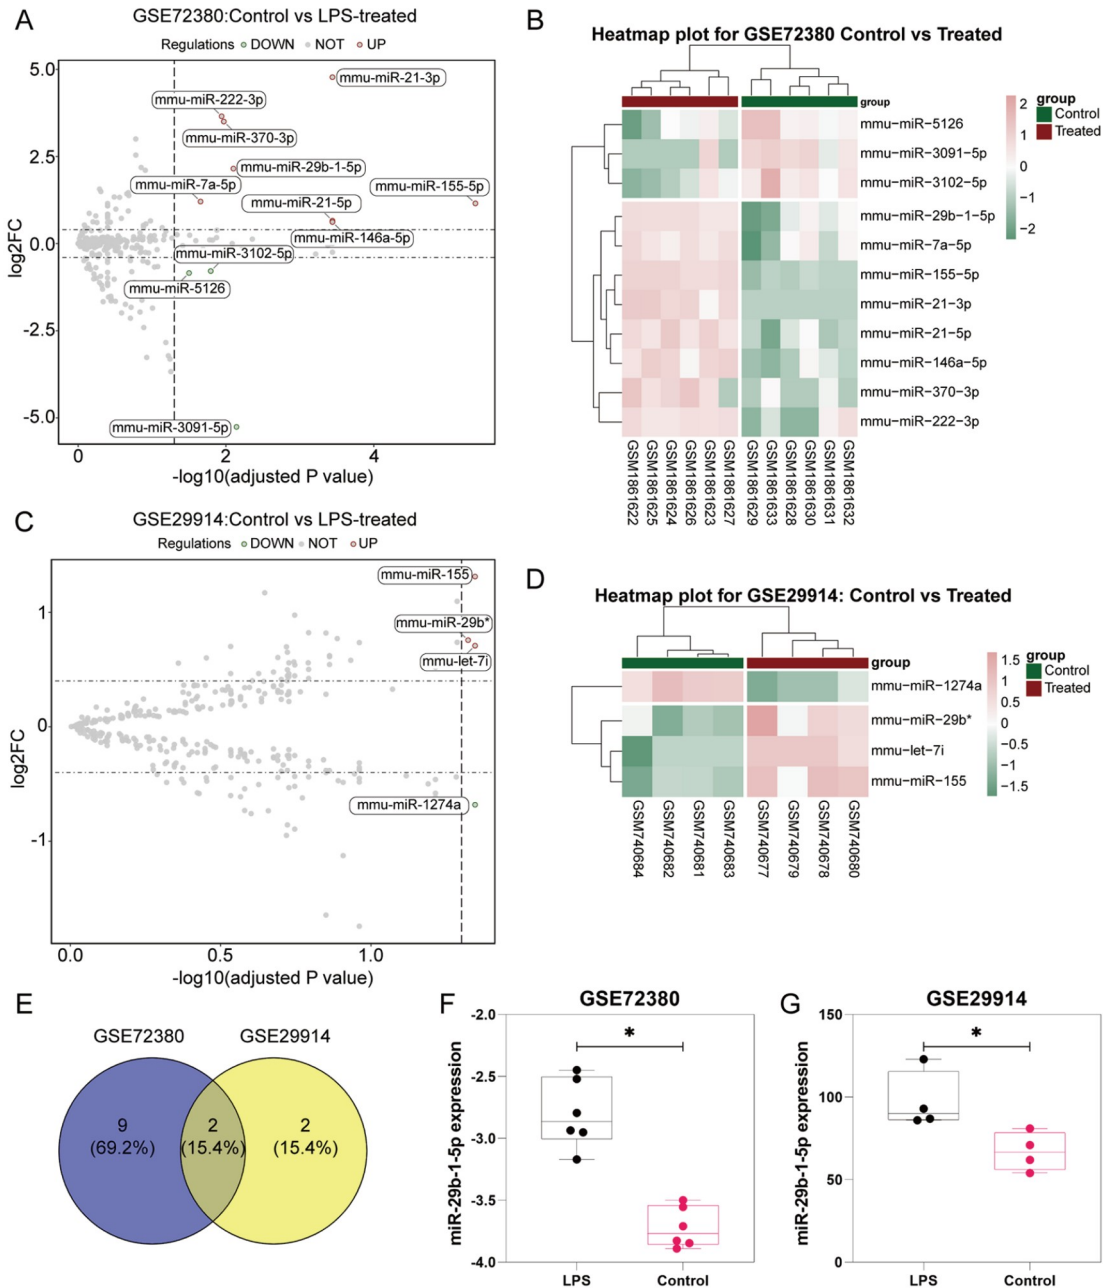 A
GSE72380:Control vs LPS-treated
Regulations DOWN NOT UP
5.0
2.5
0.0
-2.5
-5.0
log2FC
mmu-miR-21-3p
mmu-miR-222-3p
mmu-miR-370-3p
mmu-miR-29b-1-5p
mmu-miR-7a-5p
mmu-miR-155-5p
mmu-miR-21-5p
mmu-miR-146a-5p
mmu-miR-3102-5p
mmu-miR-5126
mmu-miR-3091-5p
0 2 4
-log10(adjusted P value)
B
Heatmap plot for GSE72380 Control vs Treated
group
mmu-miR-5126
mmu-miR-3091-5p
mmu-miR-3102-5p
mmu-miR-29b-1-5p
mmu-miR-7a-5p
mmu-miR-155-5p
mmu-miR-21-3p
mmu-miR-21-5p
mmu-miR-146a-5p
mmu-miR-370-3p
mmu-miR-222-3p
GSM1861622
GSM1861625
GSM1861624
GSM1861626
GSM1861623
GSM1861627
GSM1861629
GSM1861633
GSM1861628
GSM1861630
GSM1861631
GSM1861632
2
1
0
-1
-2
group
Control
Treated
C
GSE29914:Control vs LPS-treated
Regulations DOWN NOT UP
1
0
-1
log2FC
mmu-miR-155
mmu-miR-29b*
mmu-let-7i
mmu-miR-1274a
0.0 0.5 1.0
-log10(adjusted P value)
D
Heatmap plot for GSE29914: Control vs Treated
group
mmu-miR-1274a
mmu-miR-29b*
mmu-let-7i
mmu-miR-155
GSM740684
GSM740682
GSM740681
GSM740683
GSM740677
GSM740679
GSM740678
GSM740680
1.5
1
0.5
0
-0.5
-1
-1.5
group
Control
Treated
E
GSE72380 GSE29914
9
(69.2%)
2
(15.4%)
2
(15.4%)
F
GSE72380
miR-29b-1-5p expression
-2.0
-2.5
-3.0
-3.5
-4.0
*
LPS Control
G
GSE29914
miR-29b-1-5p expression
150
100
50
0
*
LPS Control